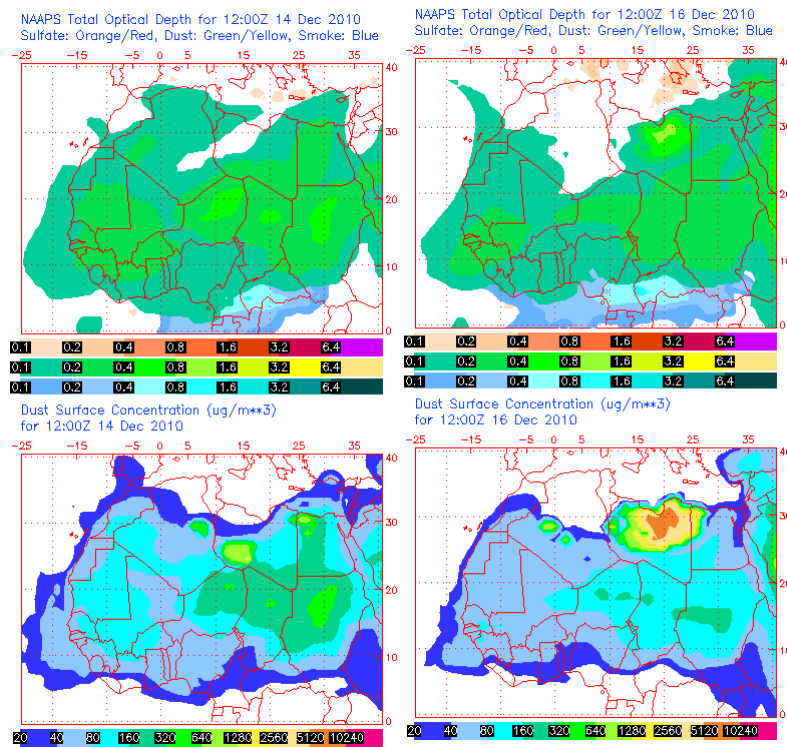 NAAPS Total Optical Depth for 12:00Z 14 Dec 2010
Sulfate: Orange/Red, Dust: Green/Yellow, Smoke: Blue
-25 -15 -5 0 5 15 25 35
40
30
20
10
0
0.1 0.2 0.4 0.8 1.6 3.2 6.4
0.1 0.2 0.4 0.8 1.6 3.2 6.4
0.1 0.2 0.4 0.8 1.6 3.2 6.4
NAAPS Total Optical Depth for 12:00Z 16 Dec 2010
Sulfate: Orange/Red, Dust: Green/Yellow, Smoke: Blue
-25 -15 -5 0 5 15 25 35
40
30
20
10
0
0.1 0.2 0.4 0.8 1.6 3.2 6.4
0.1 0.2 0.4 0.8 1.6 3.2 6.4
0.1 0.2 0.4 0.8 1.6 3.2 6.4
Dust Surface Concentration (ug/m**3)
for 12:00Z 14 Dec 2010
-25 -15 -5 0 5 15 25 35
40
30
20
10
0
20 40 80 160 320 640 1280 2560 5120 10240
Dust Surface Concentration (ug/m**3)
for 12:00Z 16 Dec 2010
-25 -15 -5 0 5 15 25 35
40
30
20
10
0
20 40 80 160 320 640 1280 2560 5120 10240